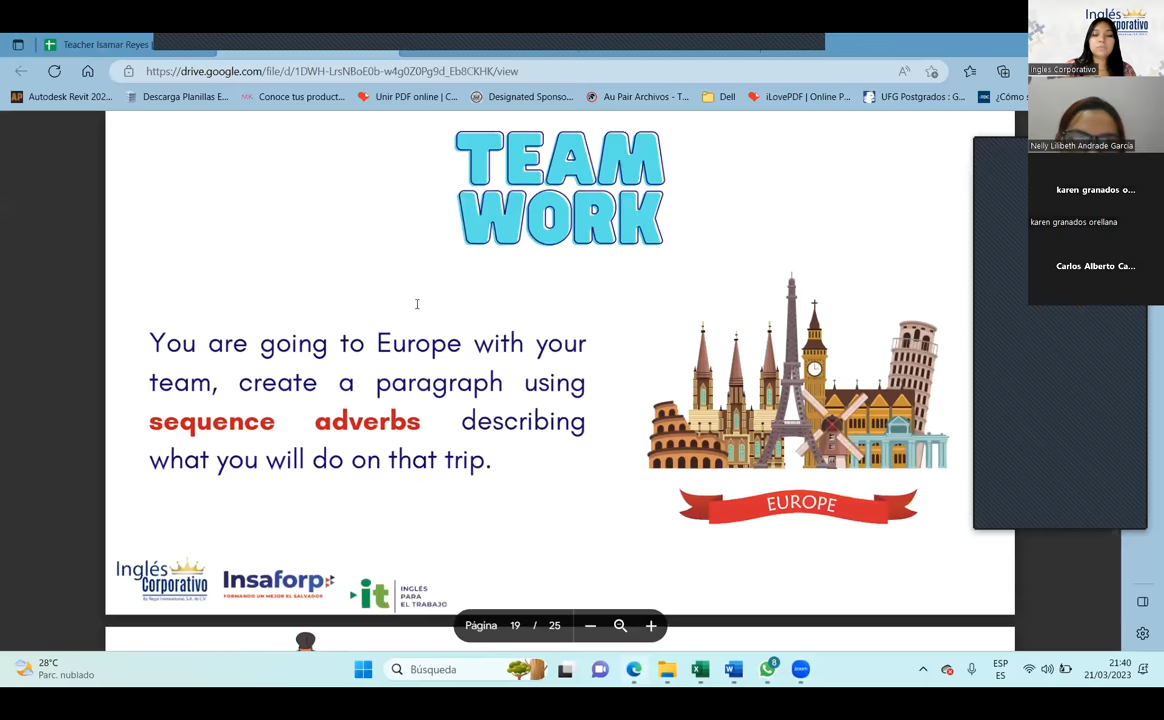 Teacher Isamar Reyes
https://drive.google.com/file/d/1DWH-LrsNBoE0b-w4g0Z0Pg9d_Eb8CKHK/view
Autodesk Revit 202...
Descarga Planillas E...
Conoce tus product...
Unir PDF online | C...
Designated Sponso...
Au Pair Archivos - T...
Dell
iLovePDF | Online P...
UFG Postgrados : G...
¿Cómo s
TEAM
WORK
You are going to Europe with your
team, create a paragraph using
sequence adverbs describing
what you will do on that trip.
EUROPE
Inglés
Corporativo
Insaforp
FORMANDO UN MEJOR EL SALVADOR
it
INGLÉS
PARA
EL TRABAJO
Página 19 / 25
Inglés
Corporativo
Ingles Corporativo
Nelly Lilibeth Andrade García
karen granados o...
karen granados orellana
Carlos Alberto Ca...
28°C
Parc. nublado
Búsqueda
8
ESP
ES
21:40
21/03/2023